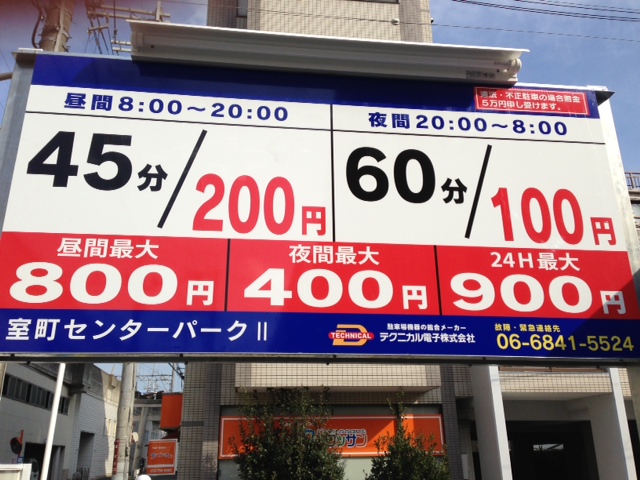 迷惑・不正駐車の場合罰金
5万円申し受けます。
昼間8:00〜20:00
夜間20:00〜8:00
45分/200円
60分/100円
昼間最大
800円
夜間最大
400円
24H最大
900円
室町センターパークⅡ
TECHNICAL
駐車場機器の総合メーカー
テクニカル電子株式会社
故障・緊急連絡先
06-6841-5524